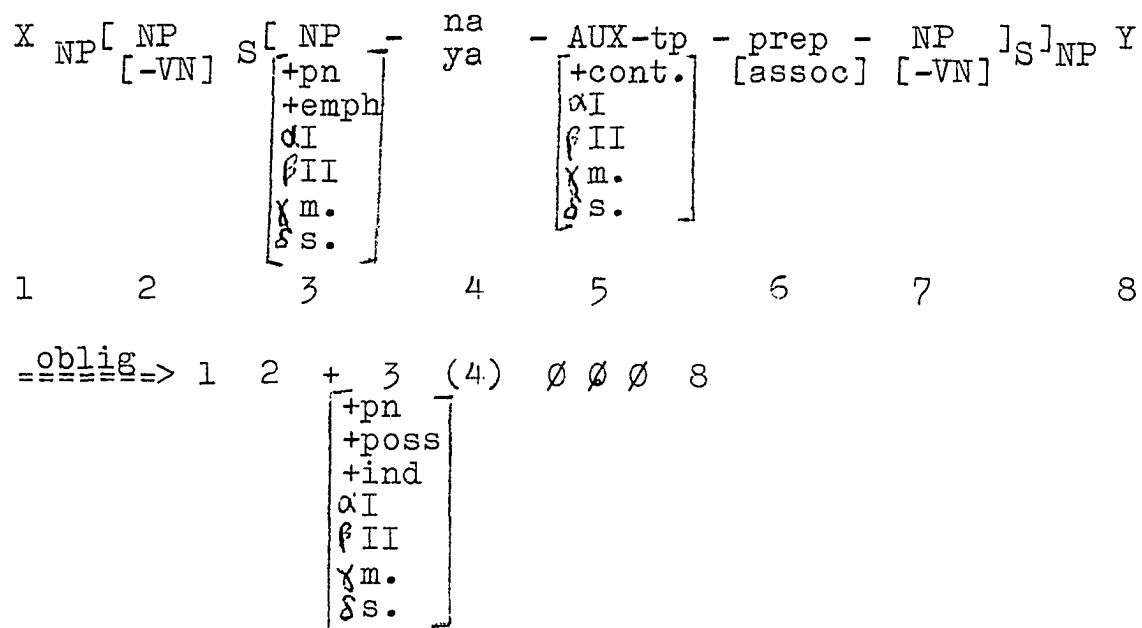 na
X NP[ NP S[ NP - ya - AUX-tp - prep - NP ]S]NP Y
[-VN] [+pn [+cont. [assoc] [-VN]
+emph αI
αI βII
βII γm.
γm. δs.]
δs.]
1 2 3 4 5 6 7 8
==oblig==> 1 2 + 3 (4) Ø Ø Ø 8
[+pn
+poss
+ind
αI
βII
γm.
δs.]